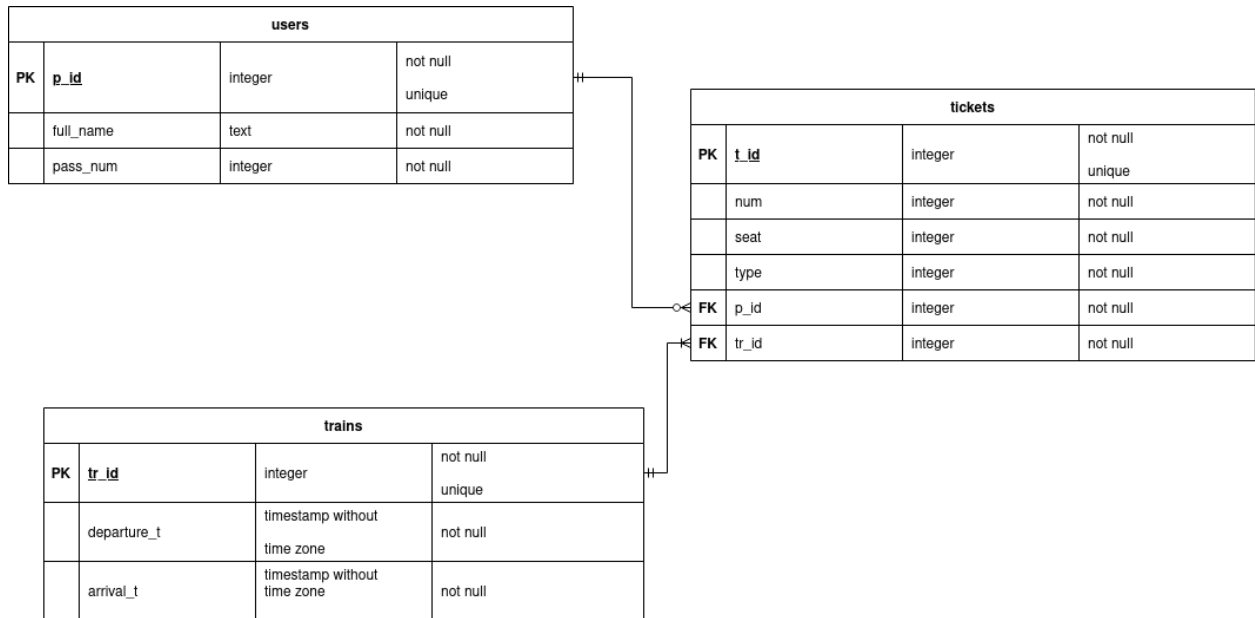 users
PK p_id integer not null
unique
full_name text not null
pass_num integer not null
tickets
PK t_id integer not null
unique
num integer not null
seat integer not null
type integer not null
FK p_id integer not null
FK tr_id integer not null
trains
PK tr_id integer not null
unique
departure_t timestamp without
time zone not null
arrival_t timestamp without
time zone not null